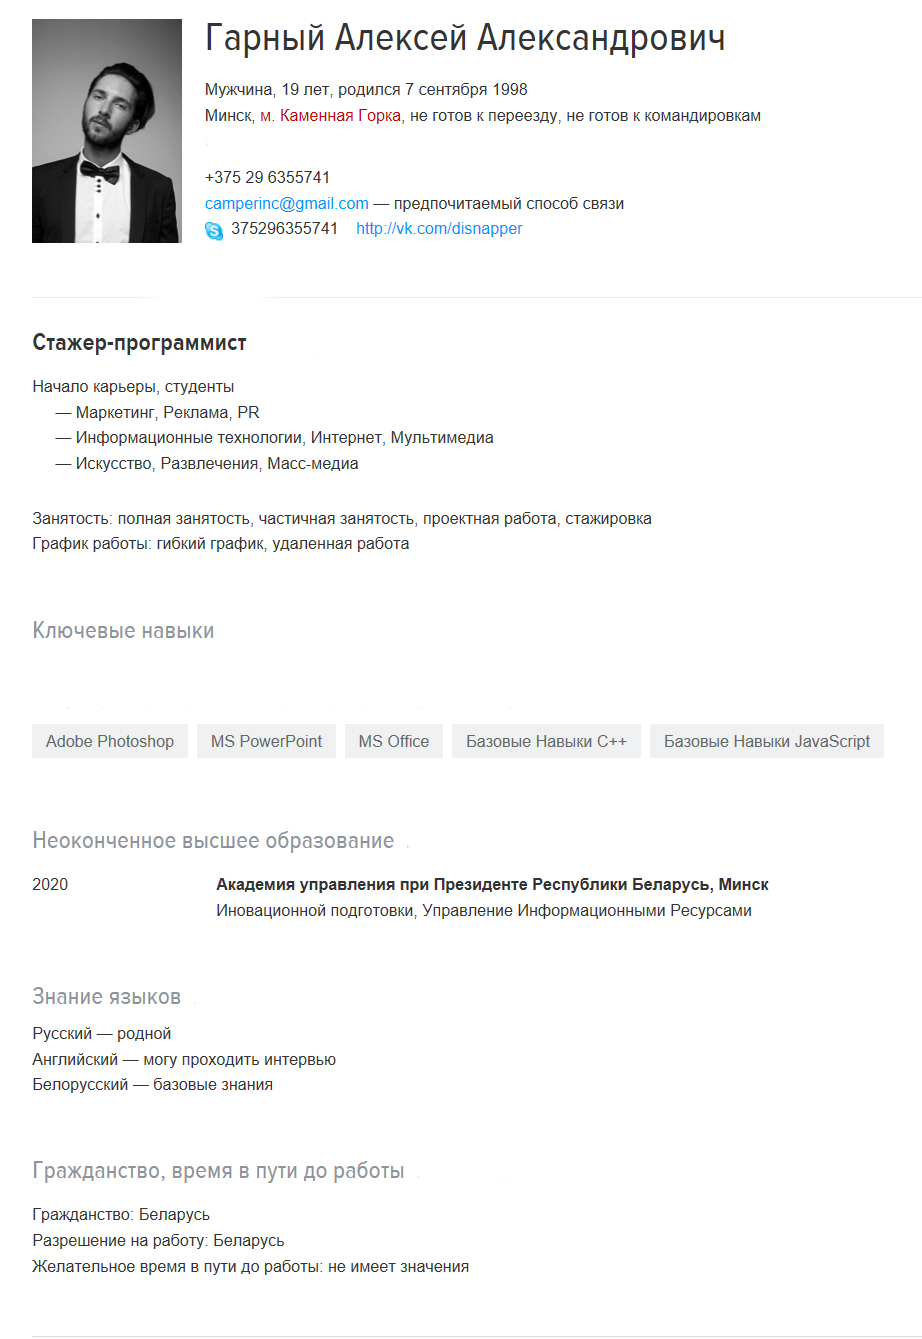 Гарный Алексей Александрович
Мужчина, 19 лет, родился 7 сентября 1998
Минск, м. Каменная Горка, не готов к переезду, не готов к командировкам
+375 29 6355741
camperinc@gmail.com — предпочитаемый способ связи
375296355741 http://vk.com/disnapper
Стажер-программист
Начало карьеры, студенты
— Маркетинг, Реклама, PR
— Информационные технологии, Интернет, Мультимедиа
— Искусство, Развлечения, Масс-медиа
Занятость: полная занятость, частичная занятость, проектная работа, стажировка
График работы: гибкий график, удаленная работа
Ключевые навыки
Adobe Photoshop MS PowerPoint MS Office Базовые Навыки C++ Базовые Навыки JavaScript
Неоконченное высшее образование
2020 Академия управления при Президенте Республики Беларусь, Минск
Иновационной подготовки, Управление Информационными Ресурсами
Знание языков
Русский — родной
Английский — могу проходить интервью
Белорусский — базовые знания
Гражданство, время в пути до работы
Гражданство: Беларусь
Разрешение на работу: Беларусь
Желательное время в пути до работы: не имеет значения